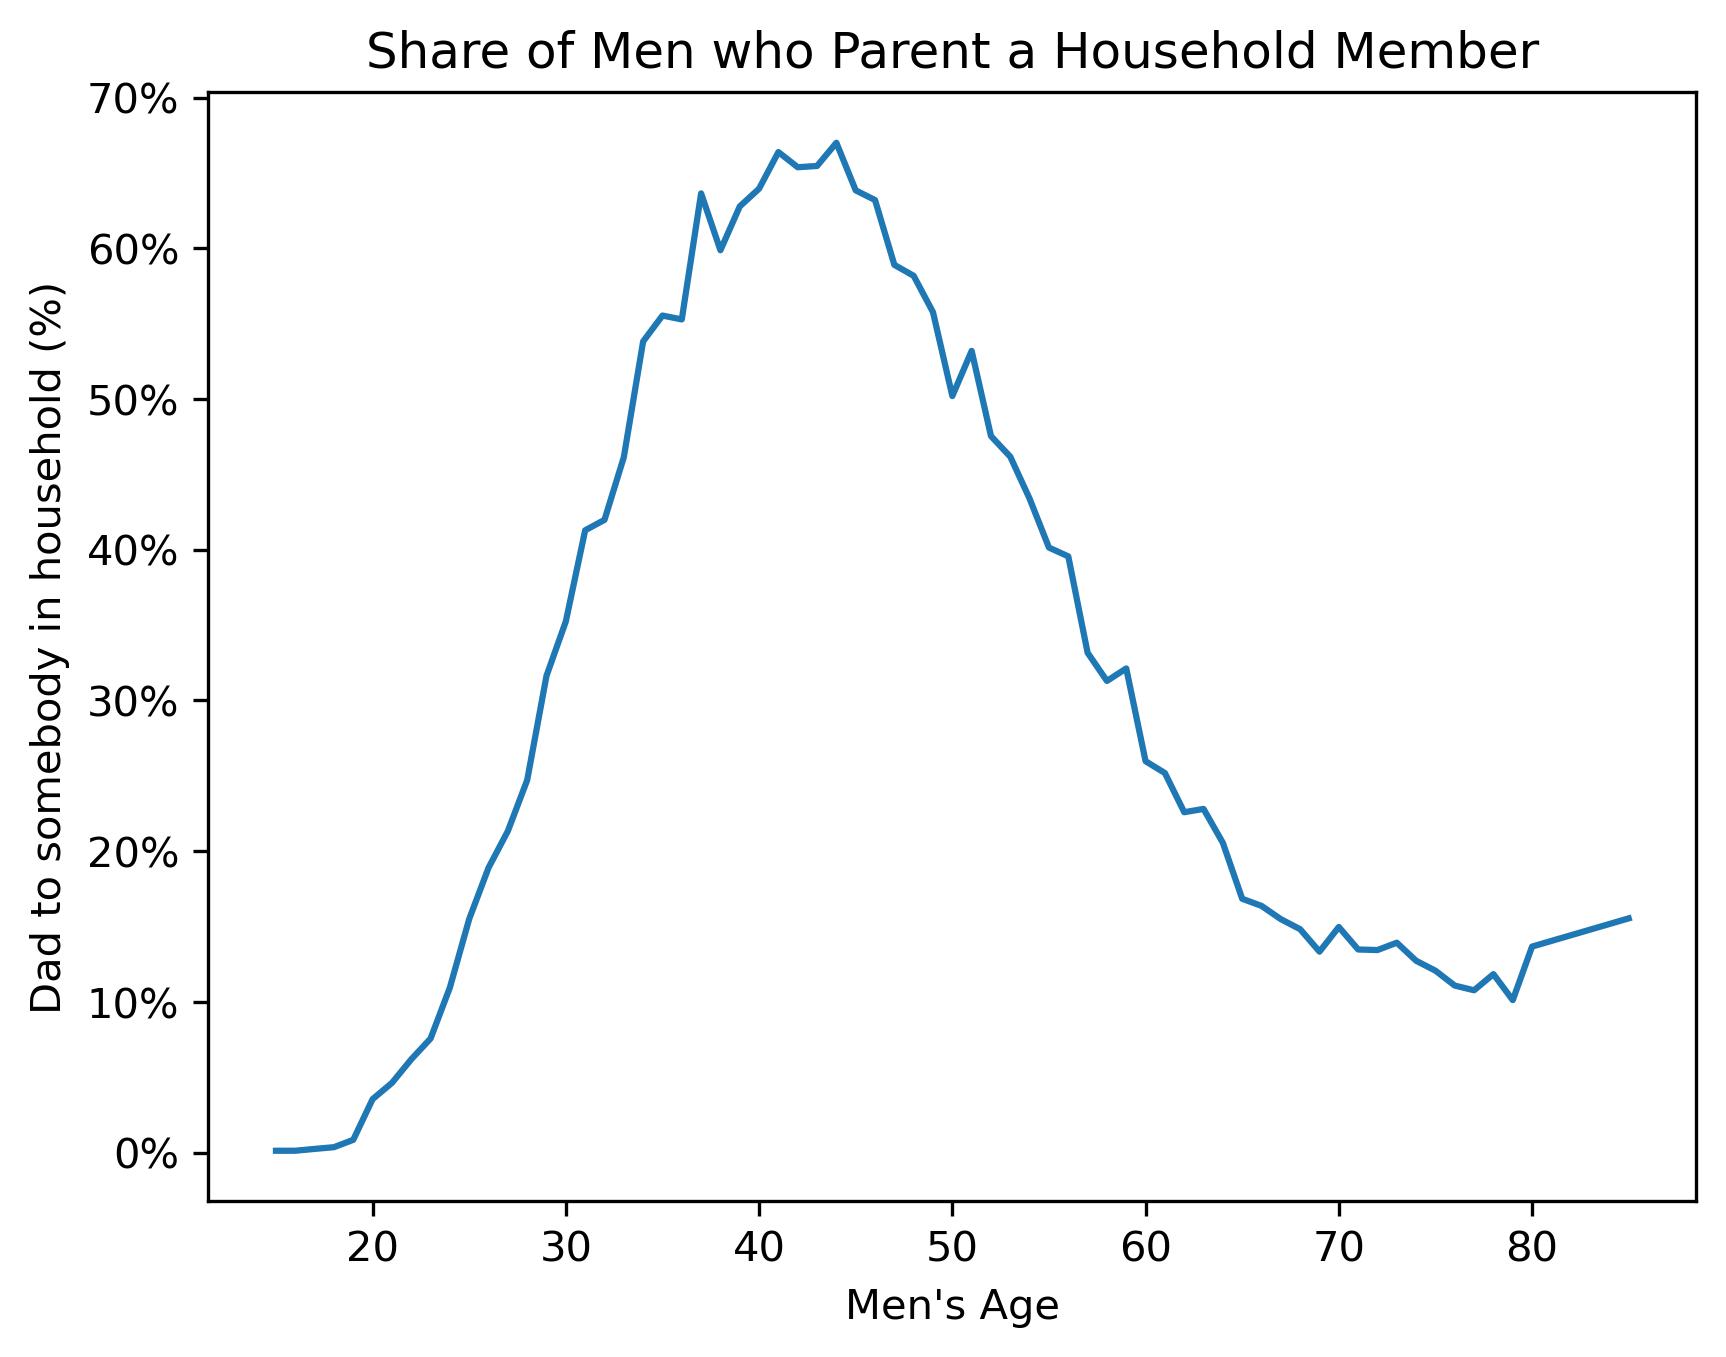 Share of Men who Parent a Household Member
70%
60%
50%
40%
30%
20%
10%
0%
Dad to somebody in household (%)
20 30 40 50 60 70 80
Men's Age